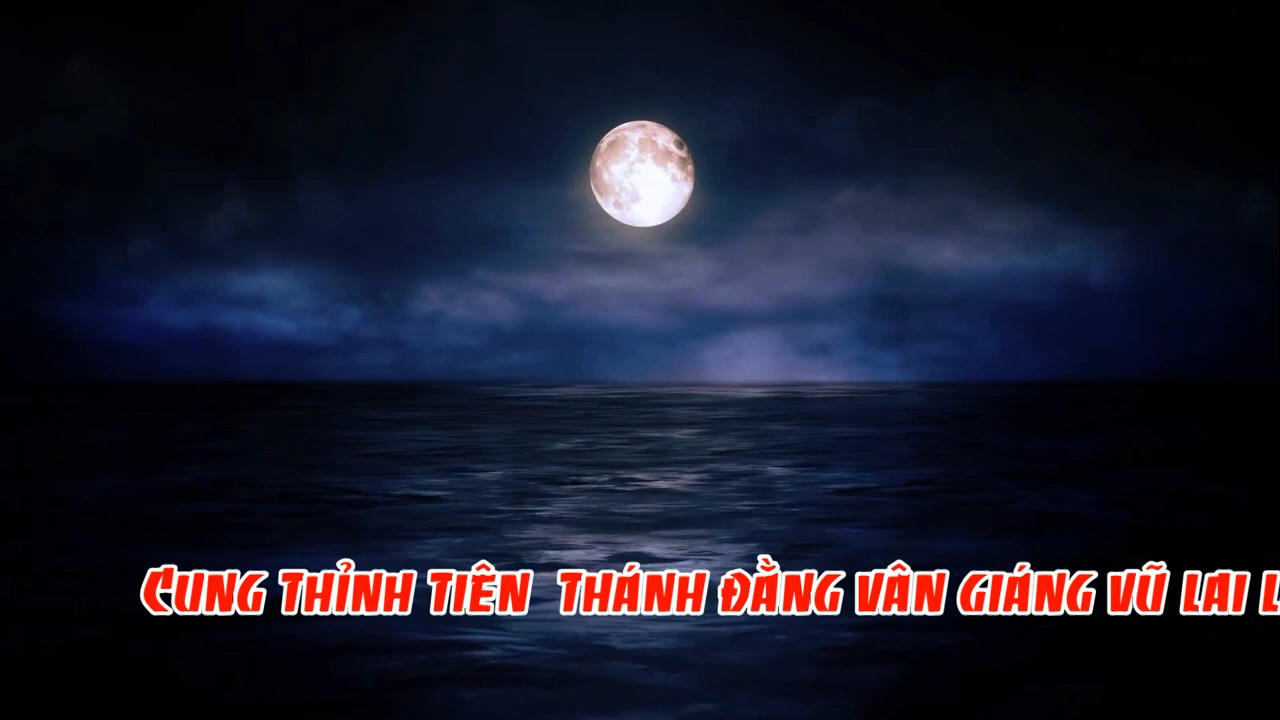 CUNG THỈNH TIÊN THÁNH ĐẰNG VÂN GIÁNG VŨ LAI